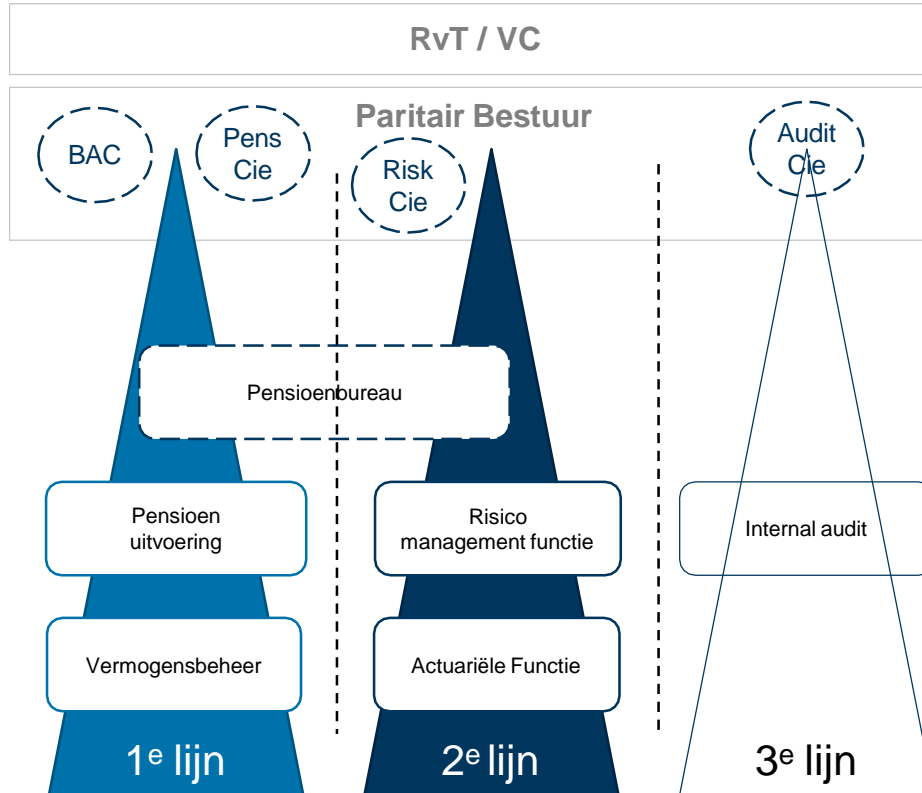 RvT / VC
Paritair Bestuur
BAC
Pens
Cie
Risk
Cie
Audit
Cie
Pensioenbureau
Pensioen
uitvoering
Risico
management functie
Internal audit
Vermogensbeheer
Actuariële Functie
1e lijn
2e lijn
3e lijn